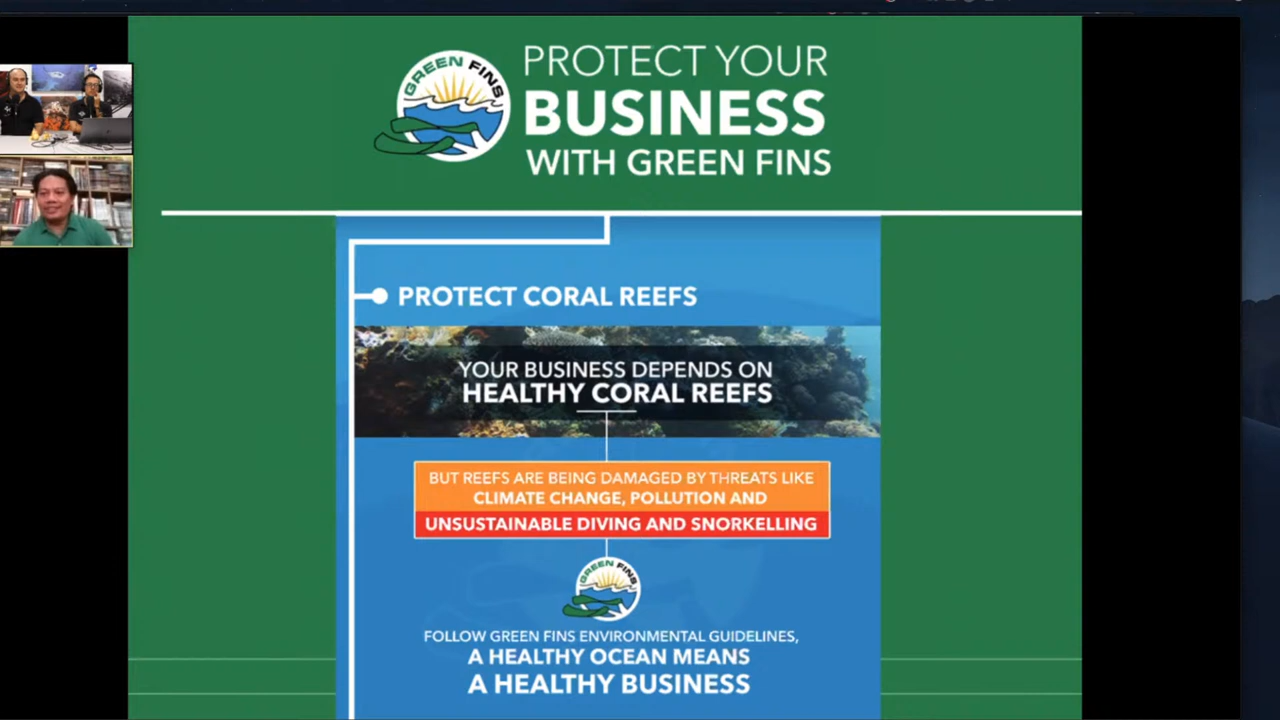 GREEN FINS
PROTECT YOUR
BUSINESS
WITH GREEN FINS
PROTECT CORAL REEFS
YOUR BUSINESS DEPENDS ON
HEALTHY CORAL REEFS
BUT REEFS ARE BEING DAMAGED BY THREATS LIKE
CLIMATE CHANGE, POLLUTION AND
UNSUSTAINABLE DIVING AND SNORKELLING
GREEN FINS
FOLLOW GREEN FINS ENVIRONMENTAL GUIDELINES,
A HEALTHY OCEAN MEANS
A HEALTHY BUSINESS